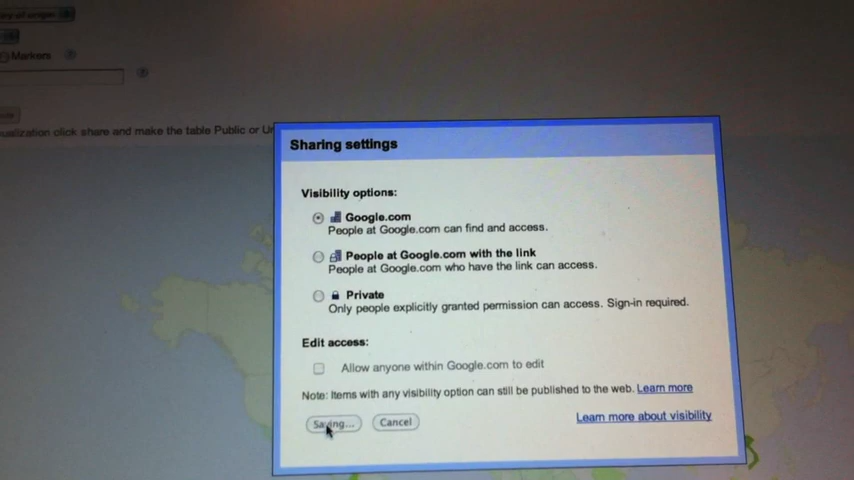 Markers
ualization click share and make the table Public or
Sharing settings
Visibility options:
Google.com
People at Google.com can find and access.
People at Google.com with the link
People at Google.com who have the link can access.
Private
Only people explicitly granted permission can access. Sign-in required.
Edit access:
Allow anyone within Google.com to edit
Note: Items with any visibility option can still be published to the web. Learn more
Saving... Cancel
Learn more about visibility